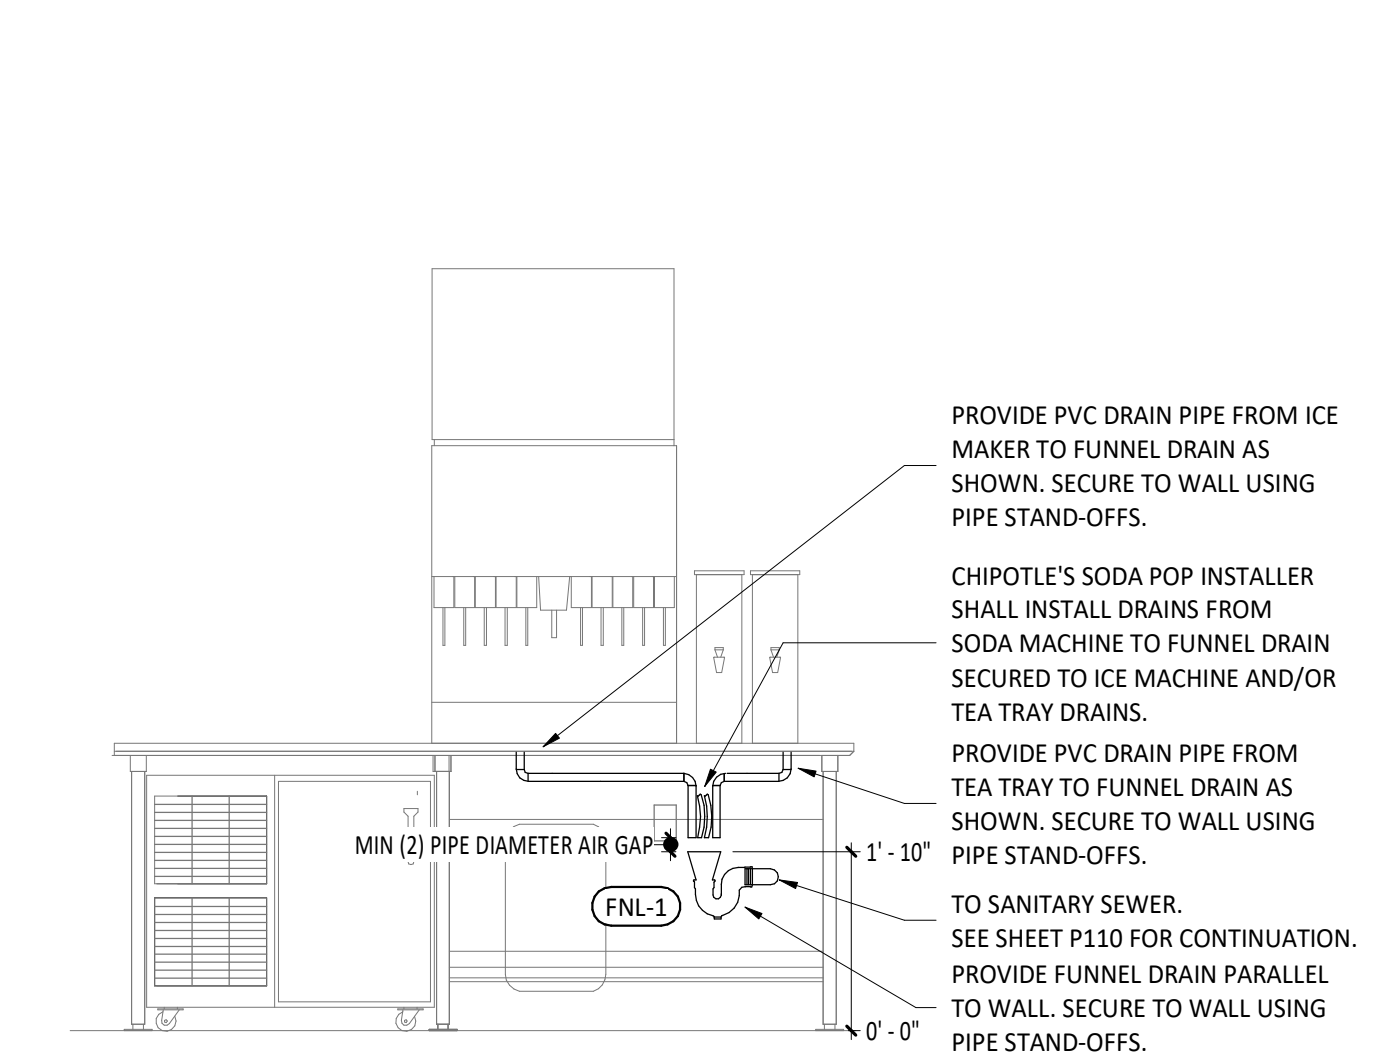 PROVIDE PVC DRAIN PIPE FROM ICE
MAKER TO FUNNEL DRAIN AS
SHOWN. SECURE TO WALL USING
PIPE STAND-OFFS.
CHIPOTLE'S SODA POP INSTALLER
SHALL INSTALL DRAINS FROM
SODA MACHINE TO FUNNEL DRAIN
SECURED TO ICE MACHINE AND/OR
TEA TRAY DRAINS.
PROVIDE PVC DRAIN PIPE FROM
TEA TRAY TO FUNNEL DRAIN AS
SHOWN. SECURE TO WALL USING
PIPE STAND-OFFS.
MIN (2) PIPE DIAMETER AIR GAP
1' - 10"
FNL-1
TO SANITARY SEWER.
SEE SHEET P110 FOR CONTINUATION.
PROVIDE FUNNEL DRAIN PARALLEL
TO WALL. SECURE TO WALL USING
PIPE STAND-OFFS.
0' - 0"